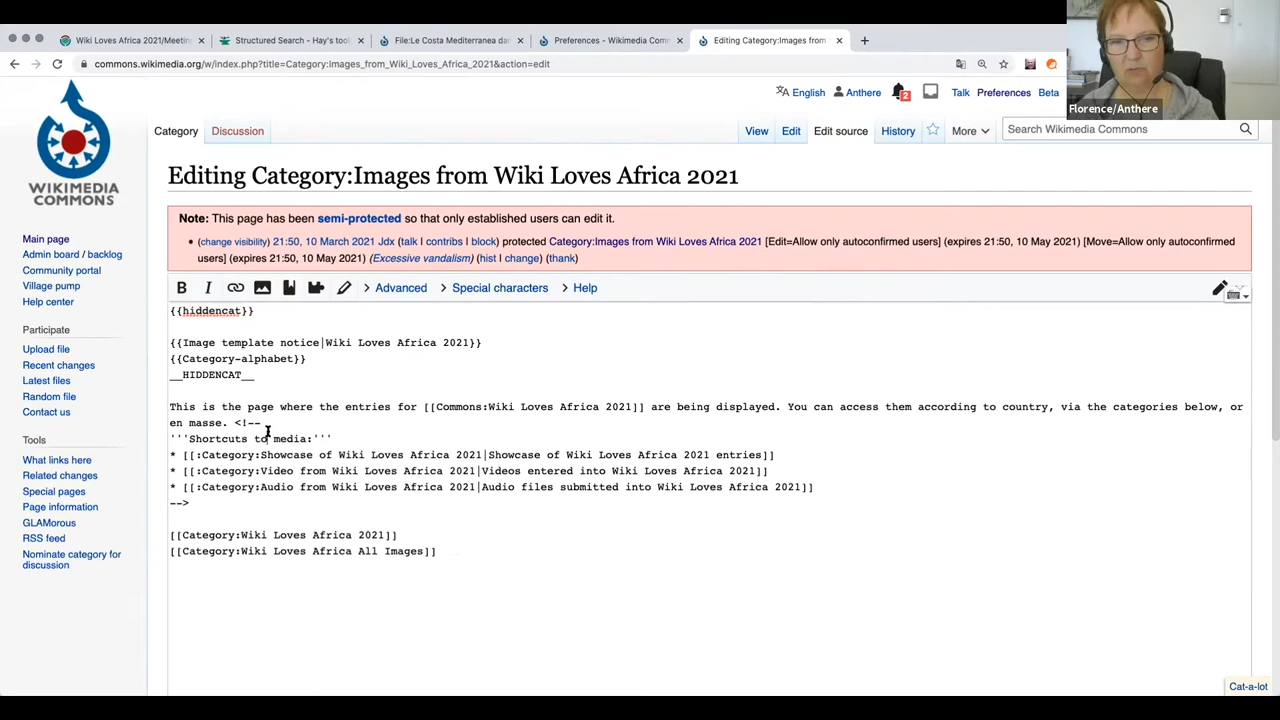 Wiki Loves Africa 2021/Meetin
Structured Search - Hay's tool
File:Le Costa Mediterranea da
Preferences - Wikimedia Com
Editing Category:Images from
commons.wikimedia.org/w/index.php?title=Category:Images_from_Wiki_Loves_Africa_2021&action=edit
Florence/Anthere
English
Anthere
2
Talk
Preferences
Beta
WIKIMEDIA
COMMONS
Category
Discussion
View
Edit
Edit source
History
More
Search Wikimedia Commons
Editing Category:Images from Wiki Loves Africa 2021
Note: This page has been semi-protected so that only established users can edit it.
• (change visibility) 21:50, 10 March 2021 Jdx (talk | contribs | block) protected Category:Images from Wiki Loves Africa 2021 [Edit=Allow only autoconfirmed users] (expires 21:50, 10 May 2021) [Move=Allow only autoconfirmed
users] (expires 21:50, 10 May 2021) (Excessive vandalism) (hist | change) (thank)
B I
Advanced
Special characters
Help
{{hiddencat}}
{{Image template notice|Wiki Loves Africa 2021}}
{{Category-alphabet}}
__HIDDENCAT__
This is the page where the entries for [[Commons:Wiki Loves Africa 2021]] are being displayed. You can access them according to country, via the categories below, or
en masse. <!--
'''Shortcuts to media:'''
* [[:Category:Showcase of Wiki Loves Africa 2021|Showcase of Wiki Loves Africa 2021 entries]]
* [[:Category:Video from Wiki Loves Africa 2021|Videos entered into Wiki Loves Africa 2021]]
* [[:Category:Audio from Wiki Loves Africa 2021|Audio files submitted into Wiki Loves Africa 2021]]
-->
[[Category:Wiki Loves Africa 2021]]
[[Category:Wiki Loves Africa All Images]]
Main page
Admin board / backlog
Community portal
Village pump
Help center
Participate
Upload file
Recent changes
Latest files
Random file
Contact us
Tools
What links here
Related changes
Special pages
Page information
GLAMorous
RSS feed
Nominate category for
discussion
Cat-a-lot